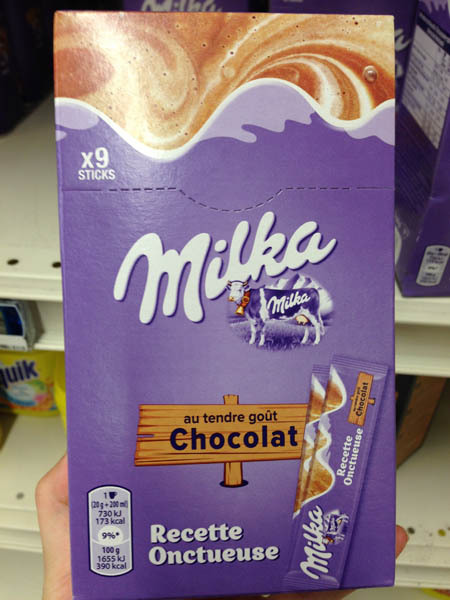 x9
STICKS
Milka
Milka
au tendre goût
Chocolat
Recette
Onctueuse
Milka
Chocolat
Recette
Onctueuse
1
(20 g + 200 ml)
730 kJ
173 kcal
9%*
100 g
1655 kJ
390 kcal
uik